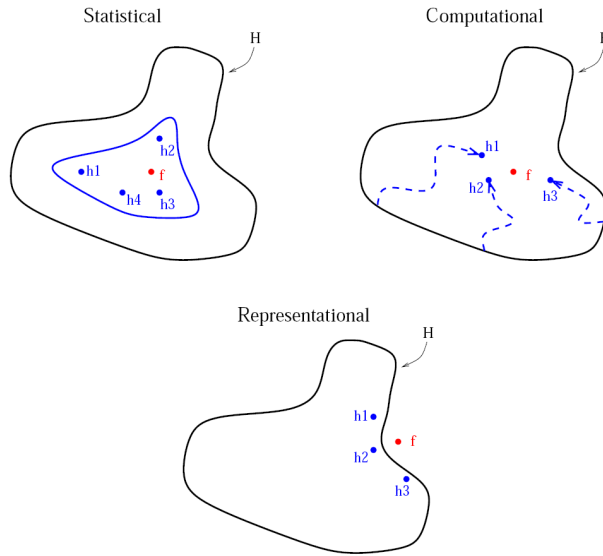 Statistical
H
h2
h1
f
h4
h3
Computational
h1
f
h2
h3
Representational
H
h1
f
h2
h3